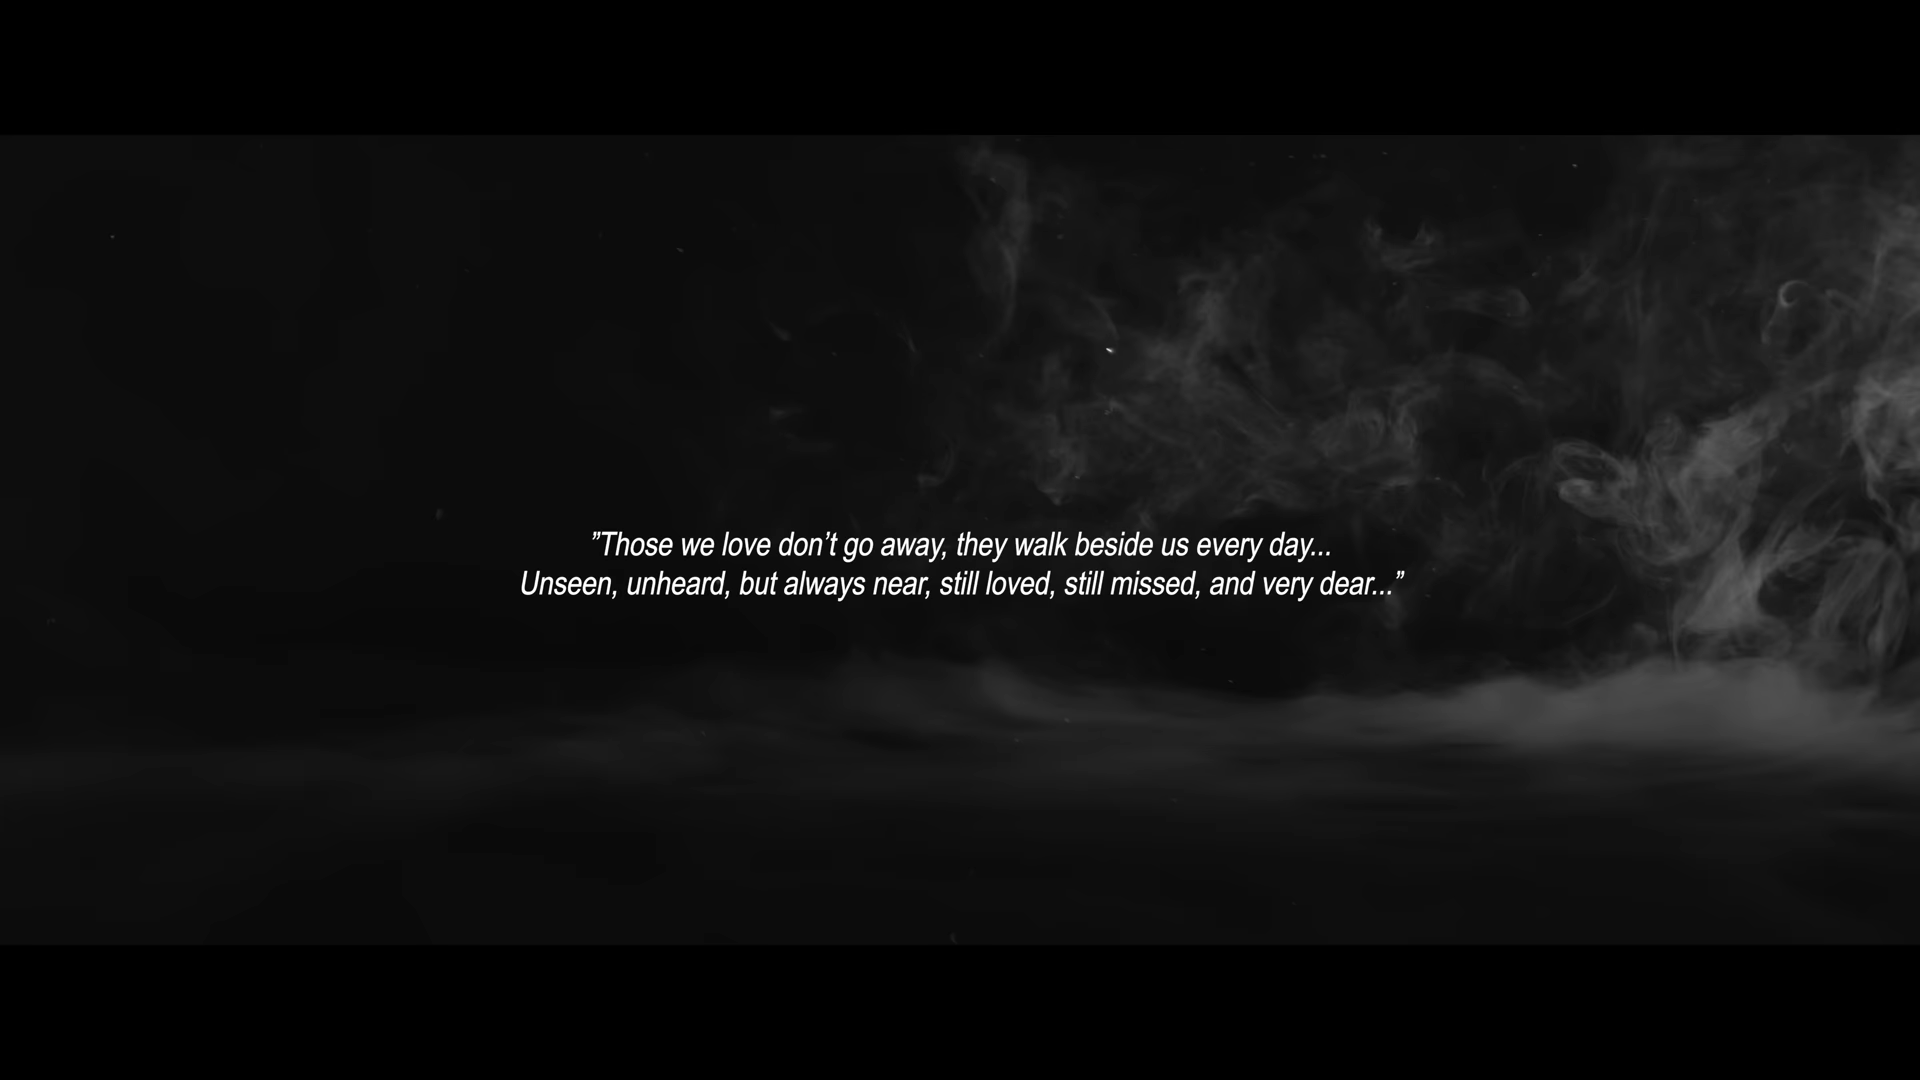 ”Those we love don’t go away, they walk beside us every day...
Unseen, unheard, but always near, still loved, still missed, and very dear...”